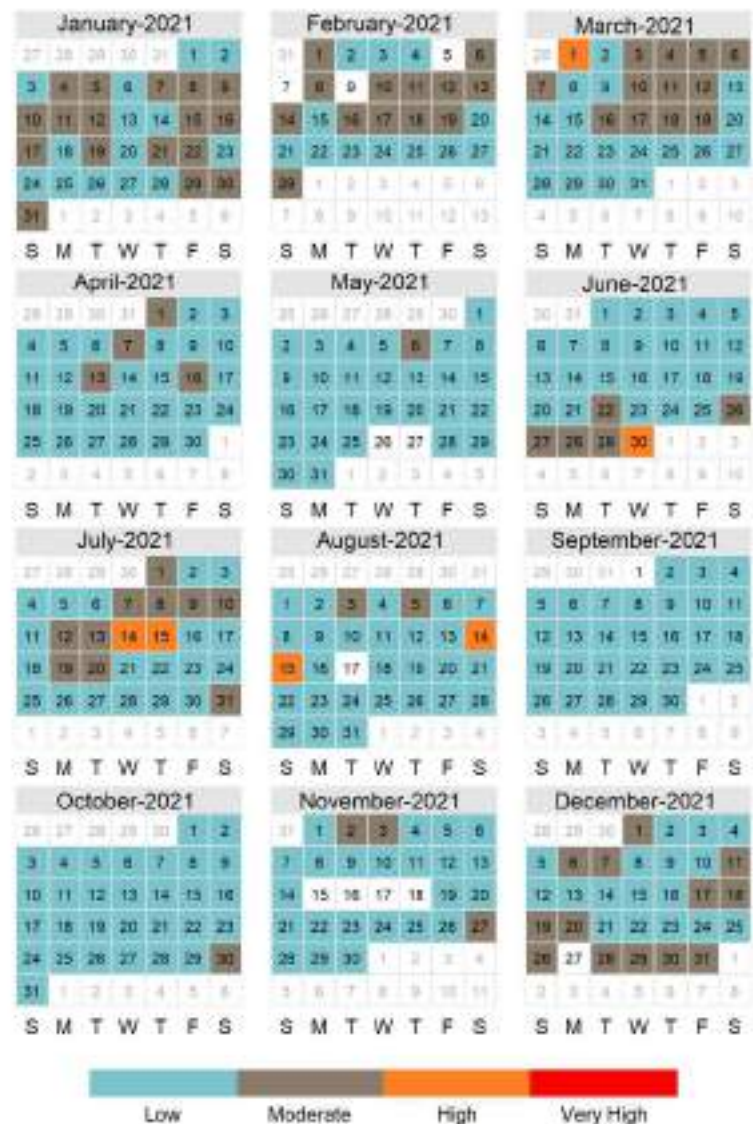 January-2021
27 28 29 30 31 1 2
3 4 5 6 7 8 9
10 11 12 13 14 15 16
17 18 19 20 21 22 23
24 25 26 27 28 29 30
31 1 2 3 4 5 6
S M T W T F S
February-2021
31 1 2 3 4 5 6
7 8 9 10 11 12 13
14 15 16 17 18 19 20
21 22 23 24 25 26 27
28 1 2 3 4 5 6
7 8 9 10 11 12 13
S M T W T F S
March-2021
28 1 2 3 4 5 6
7 8 9 10 11 12 13
14 15 16 17 18 19 20
21 22 23 24 25 26 27
28 29 30 31 1 2 3
4 5 6 7 8 9 10
S M T W T F S
April-2021
28 29 30 31 1 2 3
4 5 6 7 8 9 10
11 12 13 14 15 16 17
18 19 20 21 22 23 24
25 26 27 28 29 30 1
2 3 4 5 6 7 8
S M T W T F S
May-2021
25 26 27 28 29 30 1
2 3 4 5 6 7 8
9 10 11 12 13 14 15
16 17 18 19 20 21 22
23 24 25 26 27 28 29
30 31 1 2 3 4 5
S M T W T F S
June-2021
30 31 1 2 3 4 5
6 7 8 9 10 11 12
13 14 15 16 17 18 19
20 21 22 23 24 25 26
27 28 29 30 1 2 3
4 5 6 7 8 9 10
S M T W T F S
July-2021
27 28 29 30 1 2 3
4 5 6 7 8 9 10
11 12 13 14 15 16 17
18 19 20 21 22 23 24
25 26 27 28 29 30 31
1 2 3 4 5 6 7
S M T W T F S
August-2021
25 26 27 28 29 30 31
1 2 3 4 5 6 7
8 9 10 11 12 13 14
15 16 17 18 19 20 21
22 23 24 25 26 27 28
29 30 31 1 2 3 4
S M T W T F S
September-2021
29 30 31 1 2 3 4
5 6 7 8 9 10 11
12 13 14 15 16 17 18
19 20 21 22 23 24 25
26 27 28 29 30 1 2
3 4 5 6 7 8 9
S M T W T F S
October-2021
26 27 28 29 30 1 2
3 4 5 6 7 8 9
10 11 12 13 14 15 16
17 18 19 20 21 22 23
24 25 26 27 28 29 30
31 1 2 3 4 5 6
S M T W T F S
November-2021
31 1 2 3 4 5 6
7 8 9 10 11 12 13
14 15 16 17 18 19 20
21 22 23 24 25 26 27
28 29 30 1 2 3 4
5 6 7 8 9 10 11
S M T W T F S
December-2021
28 29 30 1 2 3 4
5 6 7 8 9 10 11
12 13 14 15 16 17 18
19 20 21 22 23 24 25
26 27 28 29 30 31 1
2 3 4 5 6 7 8
S M T W T F S
Low Moderate High Very High